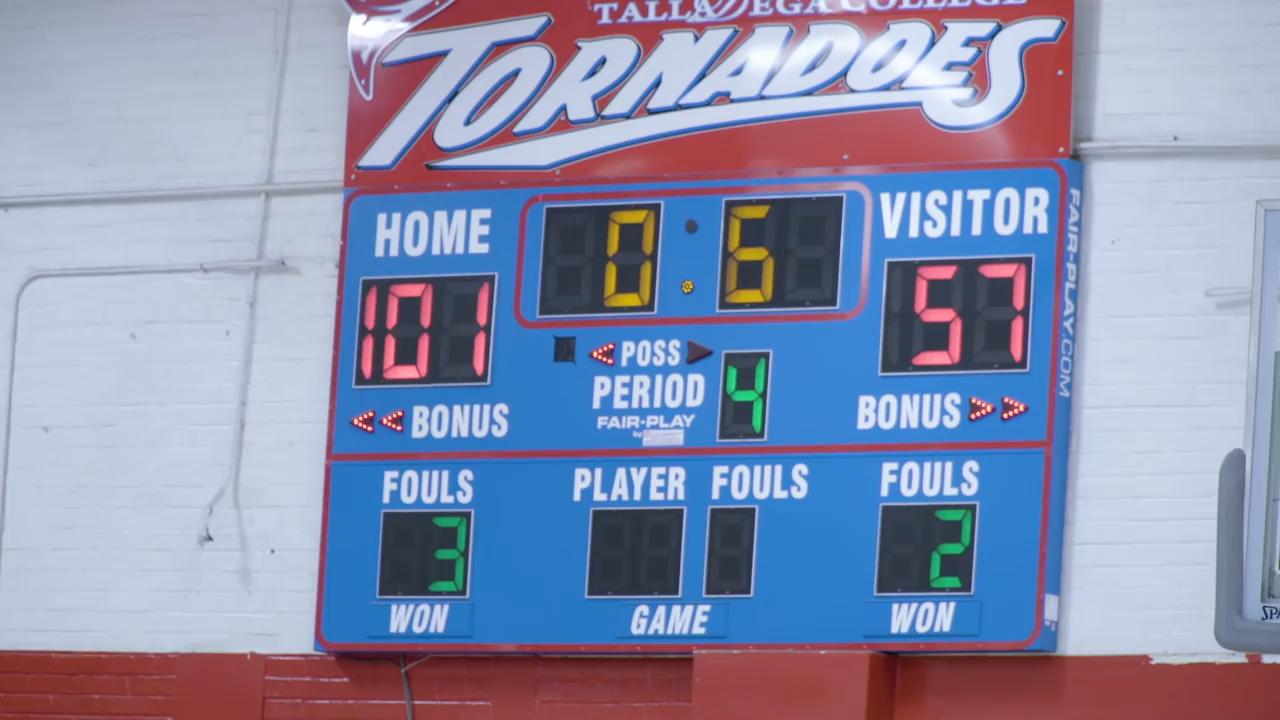 TALLADEGA COLLEGE
TORNADOES
HOME
0:6
VISITOR
101
57
POSS
PERIOD 4
BONUS
BONUS
FAIR-PLAY
by
FAIR-PLAY.COM
FOULS
PLAYER FOULS
FOULS
3
2
WON
GAME
WON